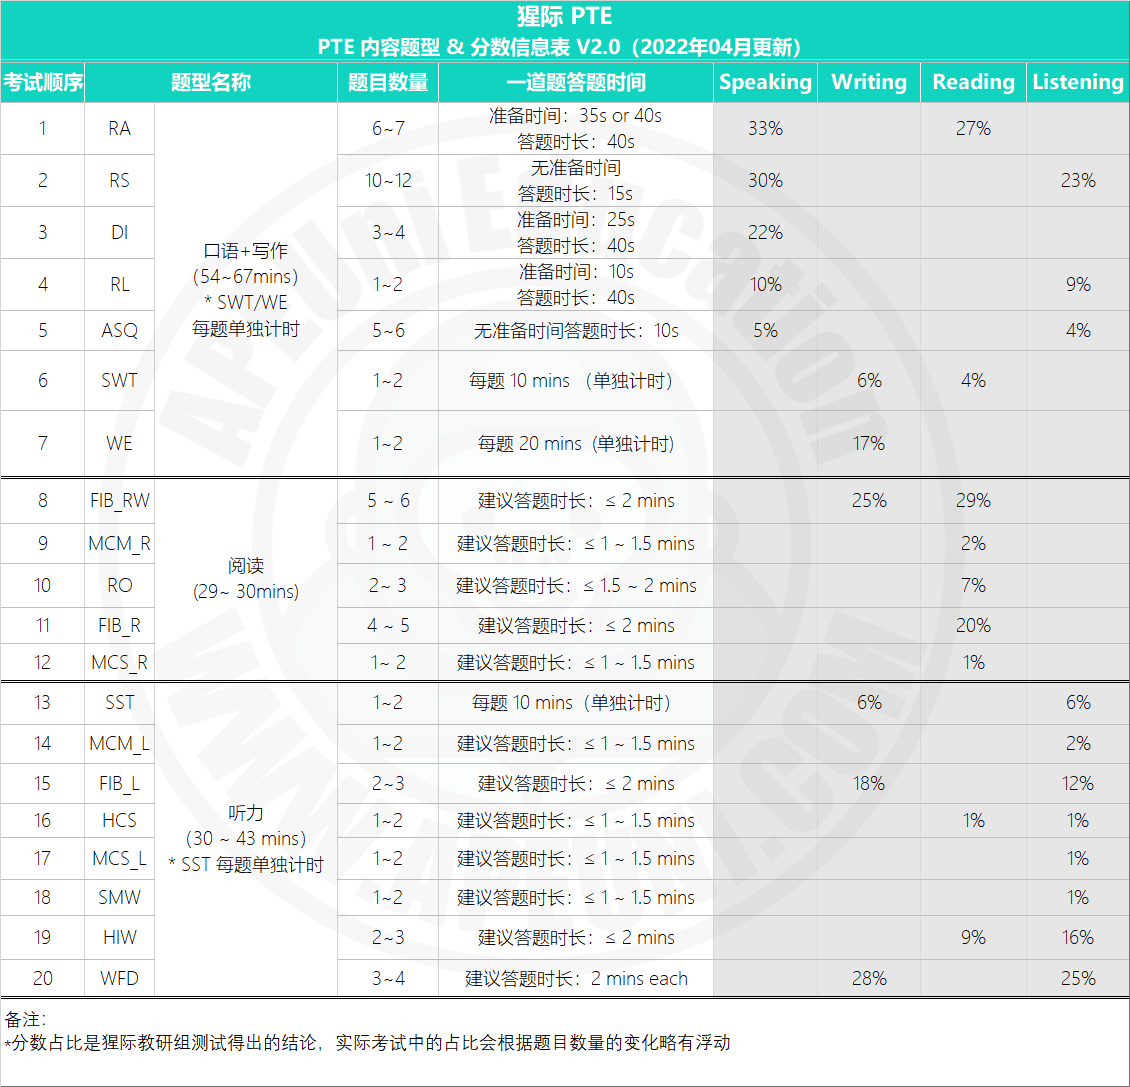 猩际 PTE
PTE 内容题型 & 分数信息表 V2.0（2022年04月更新）
考试顺序 题型名称 题目数量 一道题答题时间 Speaking Writing Reading Listening
口语+写作
（54~67mins）
* SWT/WE
每题单独计时
1 RA 6~7 准备时间：35s or 40s 33% 27%
答题时长：40s
2 RS 10~12 无准备时间 30% 23%
答题时长：15s
3 DI 3~4 准备时间：25s 22%
答题时长：40s
4 RL 1~2 准备时间：10s 10% 9%
答题时长：40s
5 ASQ 5~6 无准备时间答题时长：10s 5% 4%
6 SWT 1~2 每题 10 mins （单独计时） 6% 4%
7 WE 1~2 每题 20 mins (单独计时) 17%
阅读
(29~ 30mins)
8 FIB_RW 5 ~ 6 建议答题时长：≤ 2 mins 25% 29%
9 MCM_R 1 ~ 2 建议答题时长：≤ 1 ~ 1.5 mins 2%
10 RO 2~ 3 建议答题时长：≤ 1.5 ~ 2 mins 7%
11 FIB_R 4 ~ 5 建议答题时长：≤ 2 mins 20%
12 MCS_R 1~ 2 建议答题时长：≤ 1 ~ 1.5 mins 1%
听力
（30 ~ 43 mins）
* SST 每题单独计时
13 SST 1~2 每题 10 mins（单独计时） 6% 6%
14 MCM_L 1~2 建议答题时长：≤ 1 ~ 1.5 mins 2%
15 FIB_L 2~3 建议答题时长：≤ 2 mins 18% 12%
16 HCS 1~2 建议答题时长：≤ 1 ~ 1.5 mins 1% 1%
17 MCS_L 1~2 建议答题时长：≤ 1 ~ 1.5 mins 1%
18 SMW 1~2 建议答题时长：≤ 1 ~ 1.5 mins 1%
19 HIW 2~3 建议答题时长：≤ 2 mins 9% 16%
20 WFD 3~4 建议答题时长：2 mins each 28% 25%
备注：
*分数占比是猩际教研组测试得出的结论，实际考试中的占比会根据题目数量的变化略有浮动
APEUni Education
WWW.APEUNI.COM